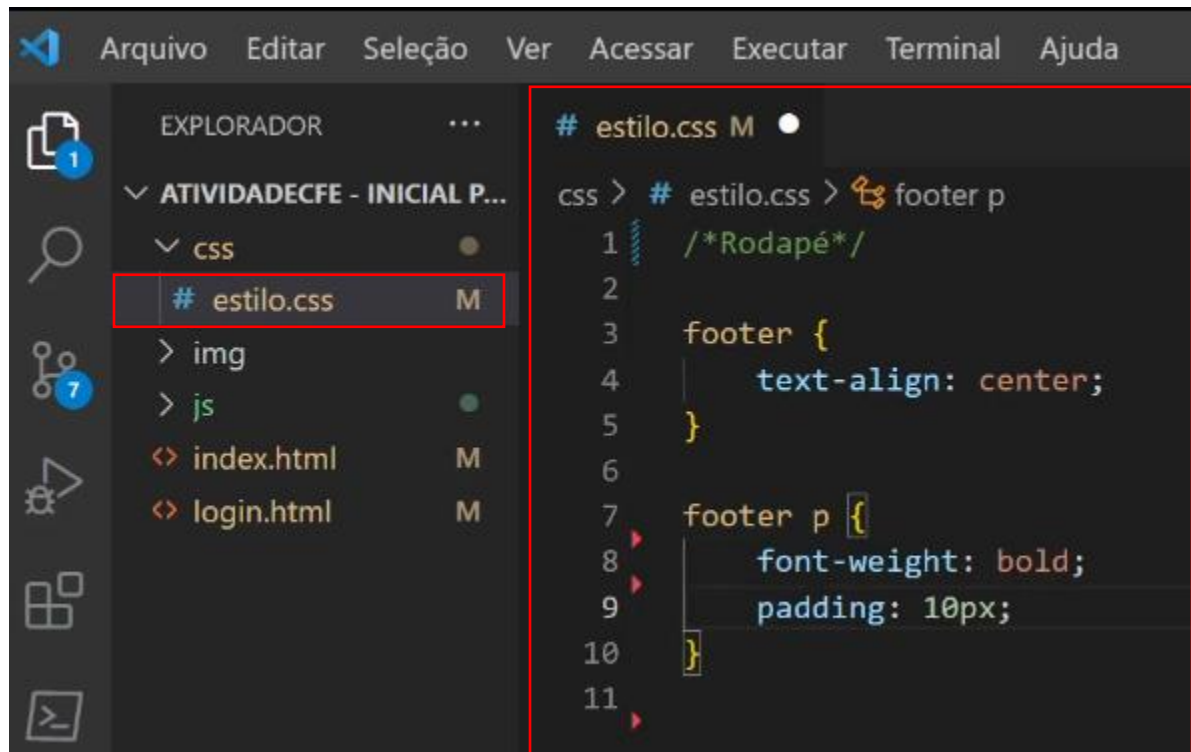 Arquivo Editar Seleção Ver Acessar Executar Terminal Ajuda
EXPLORADOR ...
1
ATIVIDADECFE - INICIAL P...
css
# estilo.css M
img
7
js
<> index.html M
<> login.html M
# estilo.css M
css > # estilo.css > footer p
1 /*Rodapé*/
2
3 footer {
4 text-align: center;
5 }
6
7 footer p {
8 font-weight: bold;
9 padding: 10px;
10 }
11